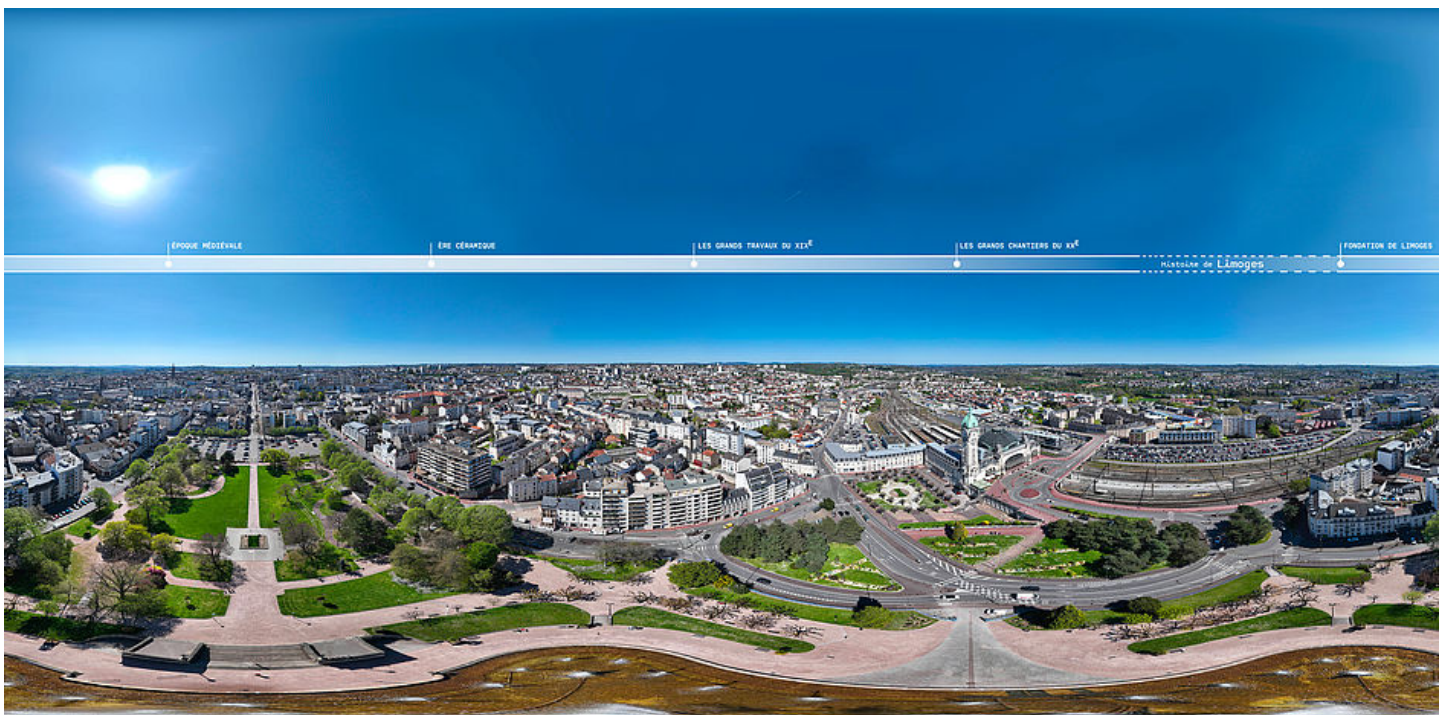 ÉPOQUE MÉDIÉVALE
ÈRE CÉRAMIQUE
LES GRANDS TRAVAUX DU XIXE
LES GRANDS CHANTIERS DU XXE
FONDATION DE LIMOGES
Histoire de Limoges